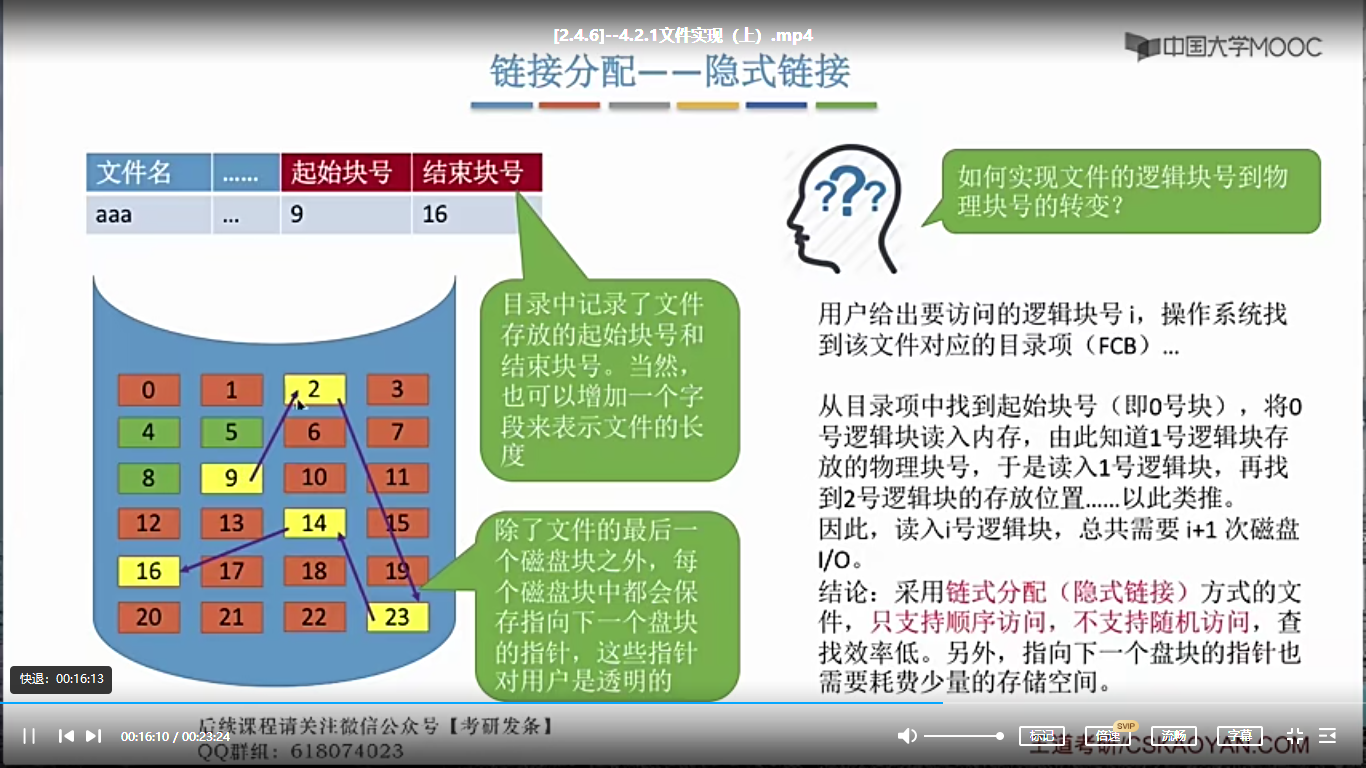 [2.4.6]--4.2.1文件实现（上）.mp4
中国大学MOOC
链接分配——隐式链接
文件名 …… 起始块号 结束块号
aaa … 9 16
如何实现文件的逻辑块号到物
理块号的转变？
目录中记录了文件
存放的起始块号和
结束块号。当然，
也可以增加一个字
段来表示文件的长
度
用户给出要访问的逻辑块号 i，操作系统找
到该文件对应的目录项（FCB）…
从目录项中找到起始块号（即0号块），将0
号逻辑块读入内存，由此知道1号逻辑块存
放的物理块号，于是读入1号逻辑块，再找
到2号逻辑块的存放位置……以此类推。
因此，读入i号逻辑块，总共需要 i+1 次磁盘
I/O。
结论：采用链式分配（隐式链接）方式的文
件，只支持顺序访问，不支持随机访问，查
找效率低。另外，指向下一个盘块的指针也
需要耗费少量的存储空间。
0 1 2 3
4 5 6 7
8 9 10 11
12 13 14 15
16 17 18 19
20 21 22 23
除了文件的最后一
个磁盘块之外，每
个磁盘块中都会保
存指向下一个盘块
的指针，这些指针
对用户是透明的
快退：00:16:13
后续课程请关注微信公众号【考研发条】
QQ群组：618074023
00:16:10 / 00:23:24
SVIP
标记 倍速 流畅 字幕
王道考研/CSKAOYAN.COM